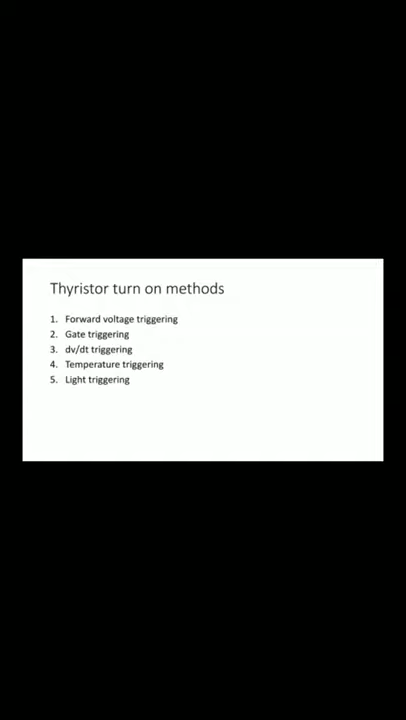 Thyristor turn on methods
1. Forward voltage triggering
2. Gate triggering
3. dv/dt triggering
4. Temperature triggering
5. Light triggering